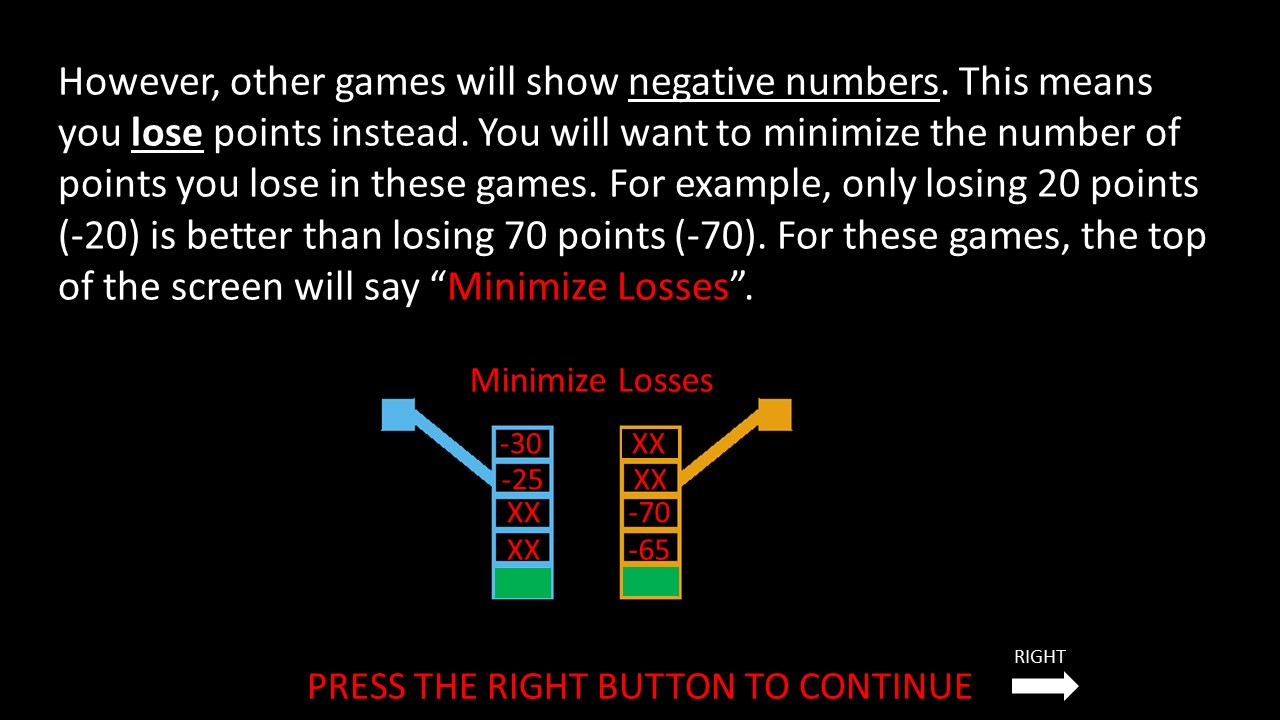 However, other games will show negative numbers. This means
you lose points instead. You will want to minimize the number of
points you lose in these games. For example, only losing 20 points
(-20) is better than losing 70 points (-70). For these games, the top
of the screen will say “Minimize Losses”.
Minimize Losses
-30 XX
-25 XX
XX -70
XX -65
RIGHT
PRESS THE RIGHT BUTTON TO CONTINUE